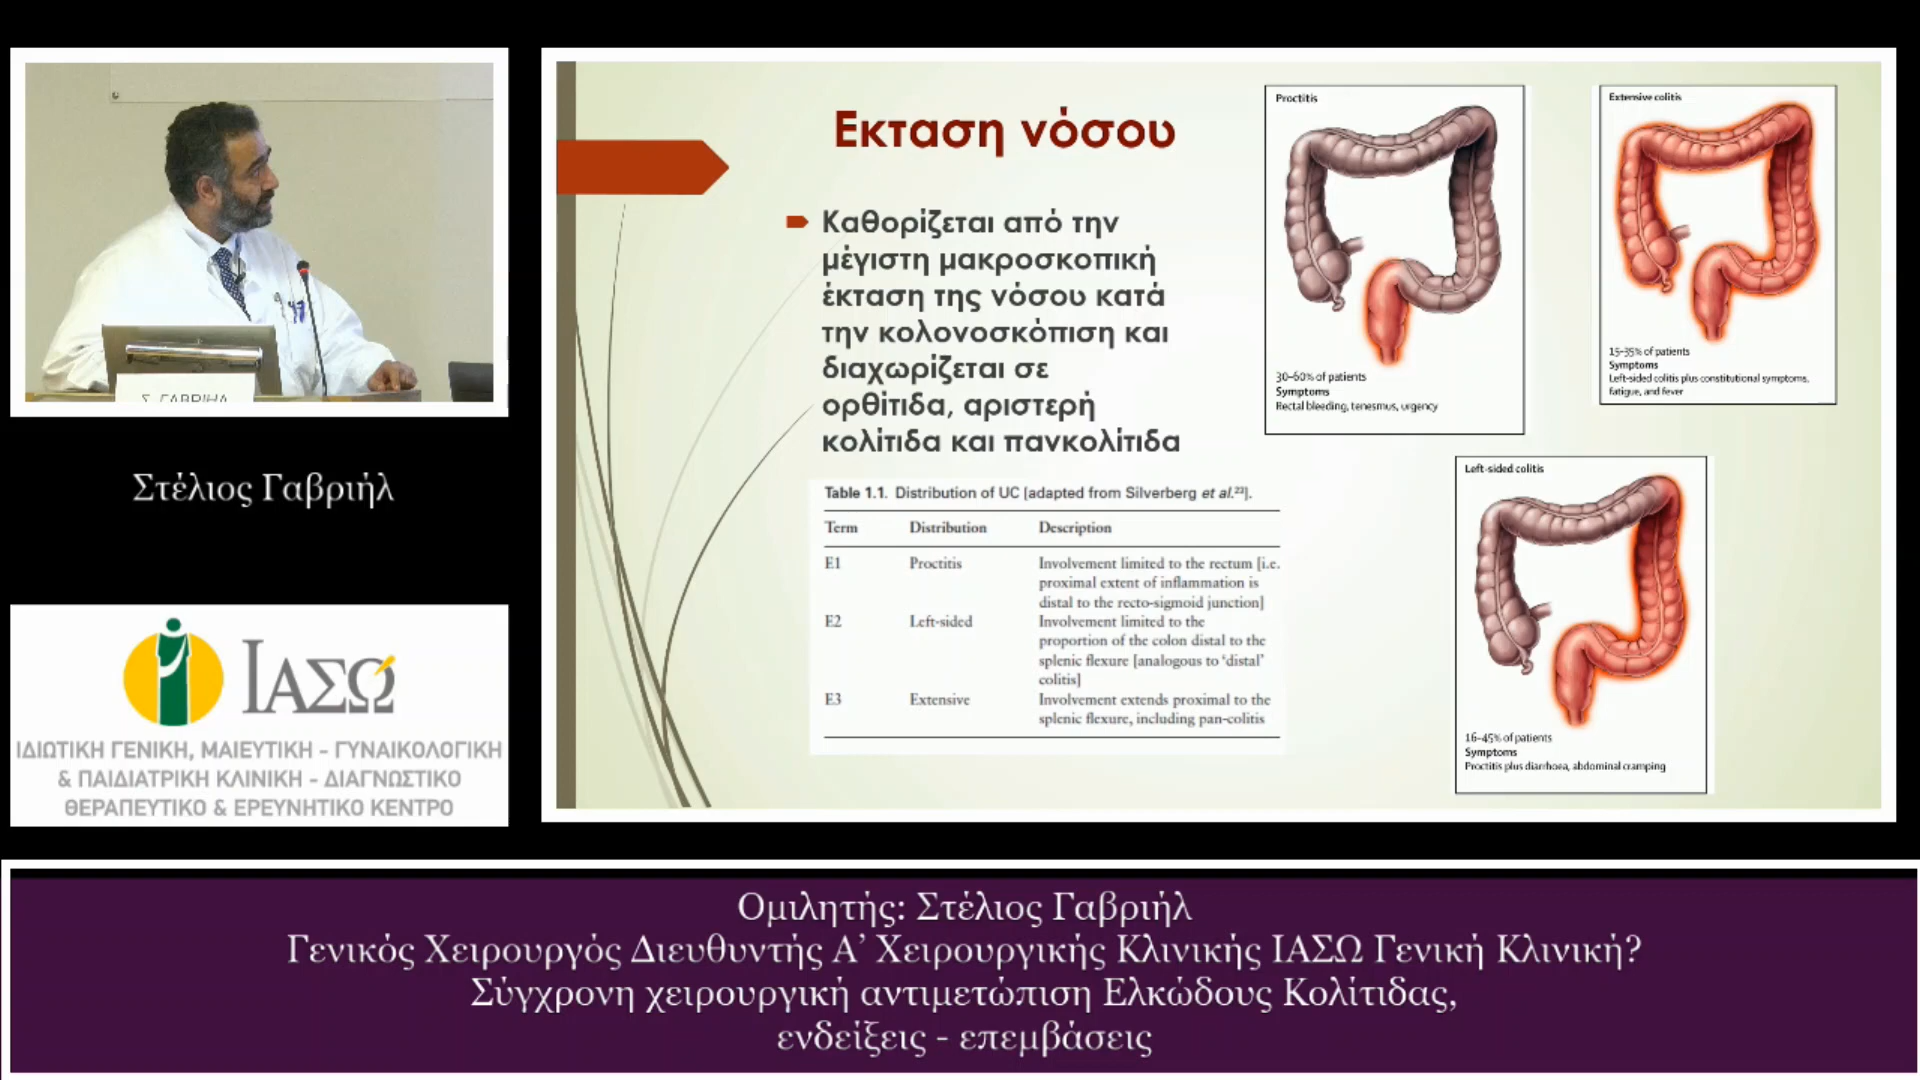 Σ. ΓΑΒΡΙΗΛ
Στέλιος Γαβριήλ
ΙΑΣΩ
ΙΔΙΩΤΙΚΗ ΓΕΝΙΚΗ, ΜΑΙΕΥΤΙΚΗ - ΓΥΝΑΙΚΟΛΟΓΙΚΗ
& ΠΑΙΔΙΑΤΡΙΚΗ ΚΛΙΝΙΚΗ - ΔΙΑΓΝΩΣΤΙΚΟ
ΘΕΡΑΠΕΥΤΙΚΟ & ΕΡΕΥΝΗΤΙΚΟ ΚΕΝΤΡΟ
Εκταση νόσου
Καθορίζεται από την
μέγιστη μακροσκοπική
έκταση της νόσου κατά
την κολονοσκόπιση και
διαχωρίζεται σε
ορθίτιδα, αριστερή
κολίτιδα και πανκολίτιδα
Table 1.1. Distribution of UC [adapted from Silverberg et al.²³].
Term Distribution Description
E1 Proctitis Involvement limited to the rectum [i.e.
proximal extent of inflammation is
distal to the recto-sigmoid junction]
E2 Left-sided Involvement limited to the
proportion of the colon distal to the
splenic flexure [analogous to ‘distal’
colitis]
E3 Extensive Involvement extends proximal to the
splenic flexure, including pan-colitis
Proctitis
30–60% of patients
Symptoms
Rectal bleeding, tenesmus, urgency
Extensive colitis
15–35% of patients
Symptoms
Left-sided colitis plus constitutional symptoms,
fatigue, and fever
Left-sided colitis
16–45% of patients
Symptoms
Proctitis plus diarrhoea, abdominal cramping
Ομιλητής: Στέλιος Γαβριήλ
Γενικός Χειρουργός Διευθυντής Α’ Χειρουργικής Κλινικής ΙΑΣΩ Γενική Κλινική?
Σύγχρονη χειρουργική αντιμετώπιση Ελκώδους Κολίτιδας,
ενδείξεις - επεμβάσεις